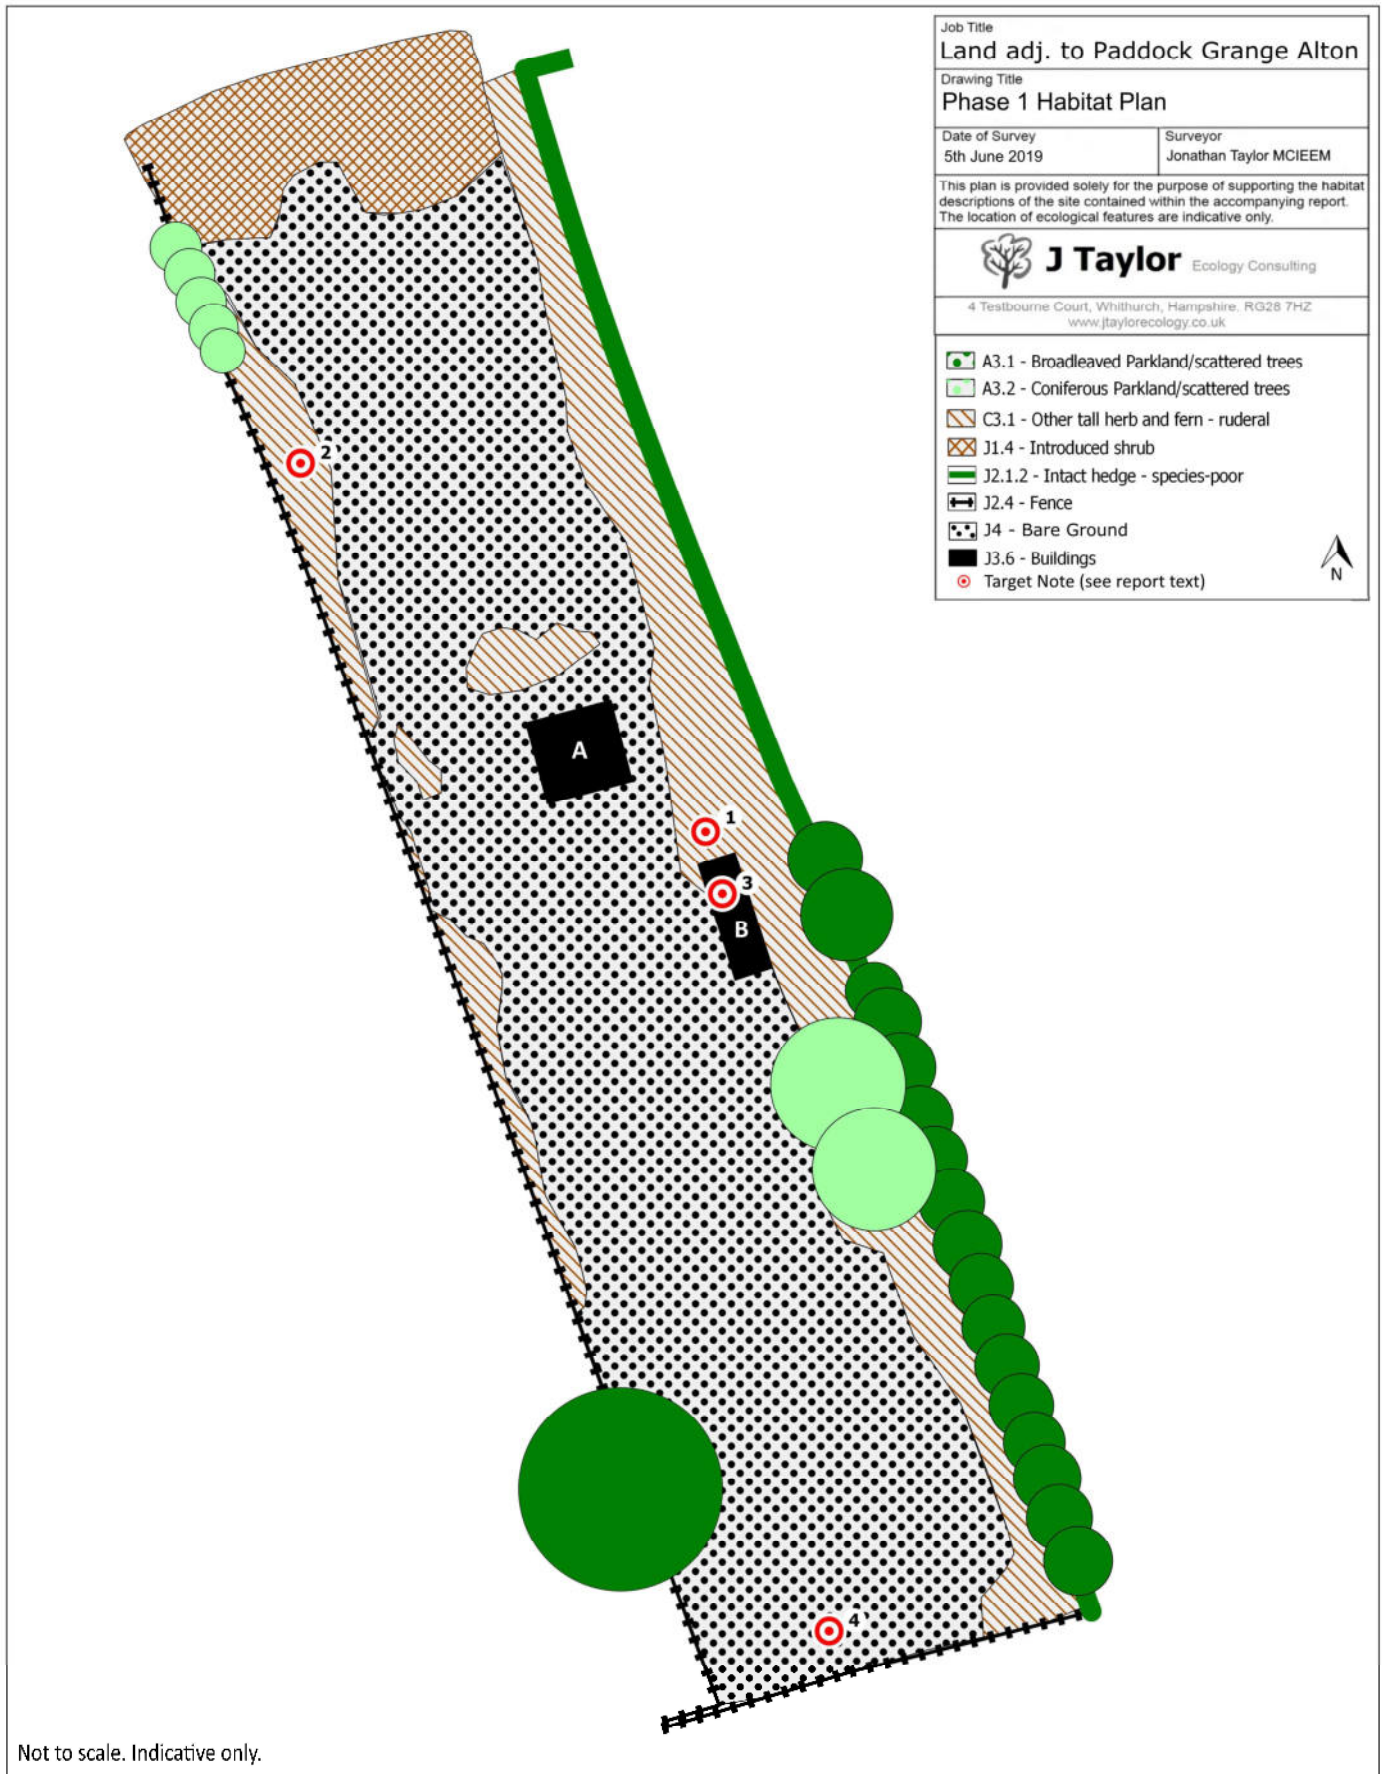 Job Title
Land adj. to Paddock Grange Alton
Drawing Title
Phase 1 Habitat Plan
Date of Survey
5th June 2019
Surveyor
Jonathan Taylor MCIEEM
This plan is provided solely for the purpose of supporting the habitat
descriptions of the site contained within the accompanying report.
The location of ecological features are indicative only.
J Taylor Ecology Consulting
4 Testbourne Court, Whithurch, Hampshire. RG28 7HZ
www.jtaylorecology.co.uk
A3.1 - Broadleaved Parkland/scattered trees
A3.2 - Coniferous Parkland/scattered trees
C3.1 - Other tall herb and fern - ruderal
J1.4 - Introduced shrub
J2.1.2 - Intact hedge - species-poor
J2.4 - Fence
J4 - Bare Ground
J3.6 - Buildings
Target Note (see report text)
N
2
A
1
3
B
4
Not to scale. Indicative only.